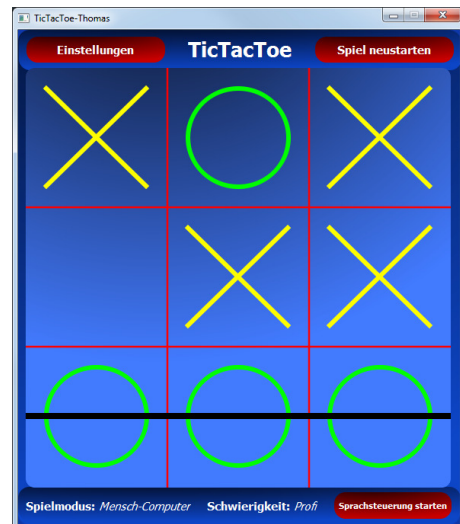 TicTacToe-Thomas
Einstellungen TicTacToe Spiel neustarten
Spielmodus: Mensch-Computer Schwierigkeit: Profi Sprachsteuerung starten